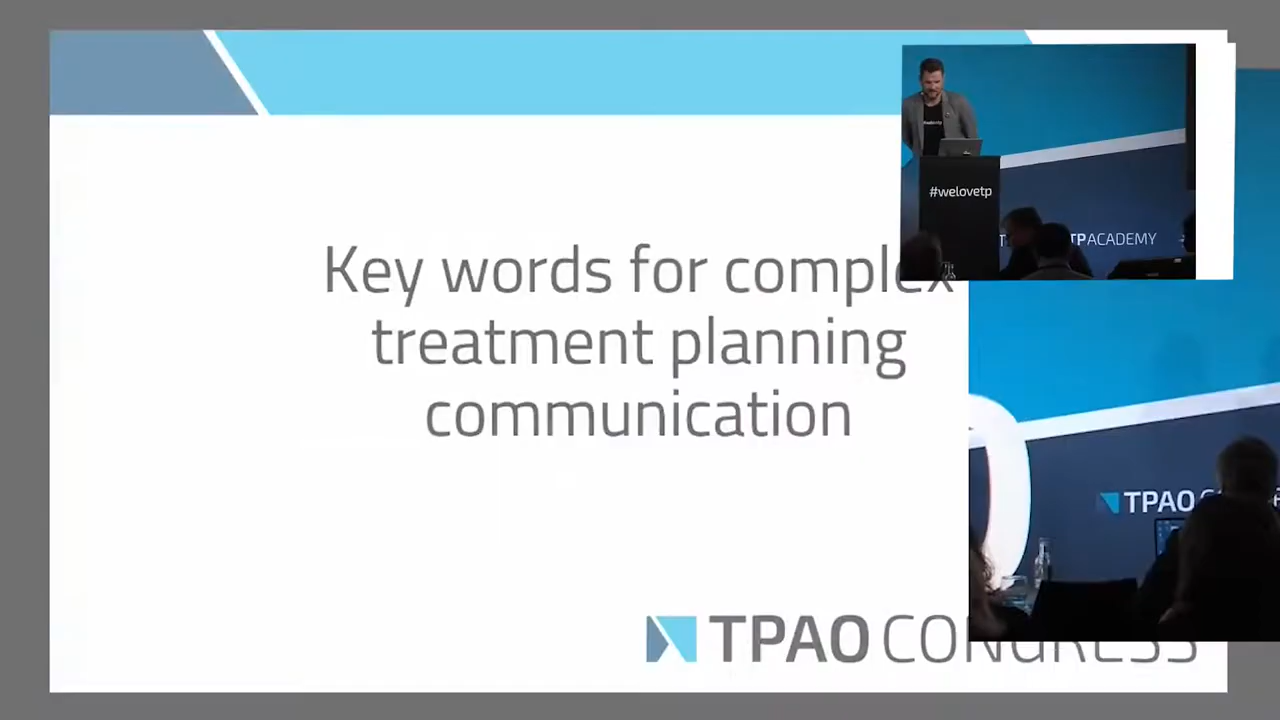 Key words for complex
treatment planning
communication
#welovetp
TPACADEMY
TPAO
TPAO CONGRESS